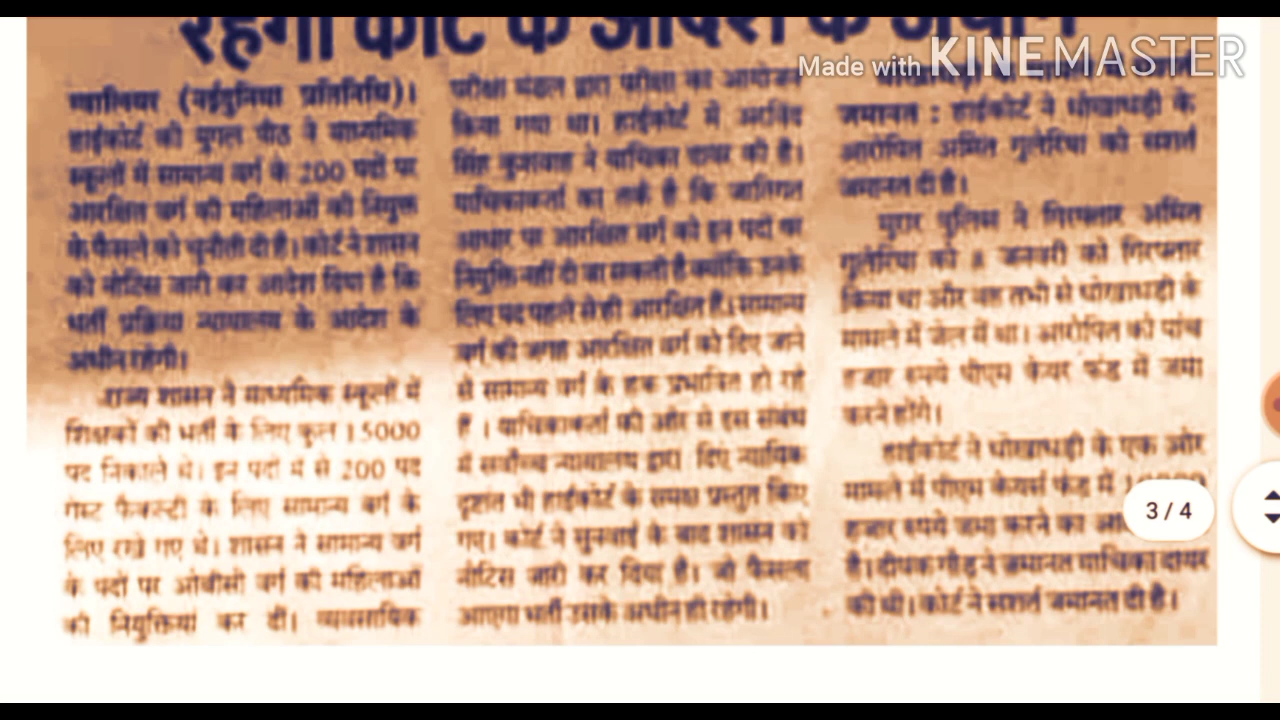 रहेगी कोर्ट के आदेश के अधीन
Made with KINEMASTER
ग्वालियर (नईदुनिया प्रतिनिधि)।
हाईकोर्ट की युगल पीठ ने माध्यमिक
स्कूलों में सामान्य वर्ग के 200 पदों पर
आरक्षित वर्ग की महिलाओं की नियुक्ति
के फैसले को चुनौती दी है। कोर्ट ने शासन
को नोटिस जारी कर आदेश दिया है कि
भर्ती प्रक्रिया न्यायालय के आदेश के
अधीन रहेगी।
राज्य शासन ने माध्यमिक स्कूलों में
शिक्षकों की भर्ती के लिए कुल 15000
पद निकाले थे। इन पदों में से 200 पद
गेस्ट फैकल्टी के लिए सामान्य वर्ग के
लिए रखे गए थे। शासन ने सामान्य वर्ग
के पदों पर ओबीसी वर्ग की महिलाओं
की नियुक्तियां कर दी। व्यावसायिक
परीक्षा मंडल द्वारा परीक्षा का आयोजन
किया गया था। हाईकोर्ट में अरविंद
सिंह कुशवाह ने याचिका दायर की है।
याचिकाकर्ता का तर्क है कि जातिगत
आधार पर आरक्षित वर्ग को इन पदों पर
नियुक्ति नहीं दी जा सकती है क्योंकि उनके
लिए पद पहले से ही आरक्षित हैं। सामान्य
वर्ग की जगह आरक्षित वर्ग को दिए जाने
से सामान्य वर्ग के हक प्रभावित हो रहे
हैं। याचिकाकर्ता की ओर से इस संबंध
में सर्वोच्च न्यायालय द्वारा दिए न्यायिक
दृष्टांत भी हाईकोर्ट के समक्ष प्रस्तुत किए
गए। कोर्ट ने सुनवाई के बाद शासन को
नोटिस जारी कर दिया है। जो फैसला
आएगा भर्ती उसके अधीन ही रहेगी।
जमानत : हाईकोर्ट ने धोखाधड़ी के
आरोपित अमित गुलेरिया को सशर्त
जमानत दी है।
मुरार पुलिस ने गिरफ्तार अमित
गुलेरिया को 8 जनवरी को गिरफ्तार
किया था और वह तभी से धोखाधड़ी के
मामले में जेल में था। आरोपित को पांच
हजार रुपये पीएम केयर फंड में जमा
करने होंगे।
हाईकोर्ट ने धोखाधड़ी के एक और
मामले में पीएम केयर्स फंड में
हजार रुपये जमा करने का
है। दीपक गौड़ ने जमानत याचिका दायर
की थी। कोर्ट ने सशर्त जमानत दी है।
3 / 4